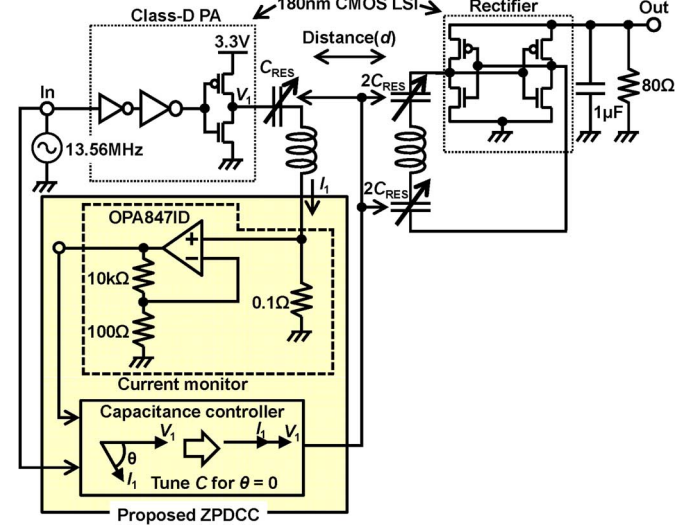 Class-D PA
180nm CMOS LSI
Rectifier
Out
3.3V
Distance(d)
CRES
2CRES
V1
In
80Ω
1μF
13.56MHz
I1
2CRES
OPA847ID
+
−
10kΩ
0.1Ω
100Ω
Current monitor
Capacitance controller
V1
I1
V1
θ
I1
Tune C for θ = 0
Proposed ZPDCC